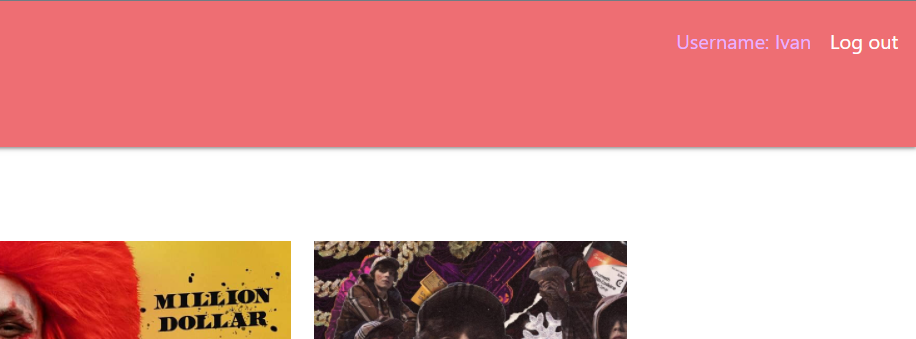 Username: Ivan Log out
MILLION
DOLLAR